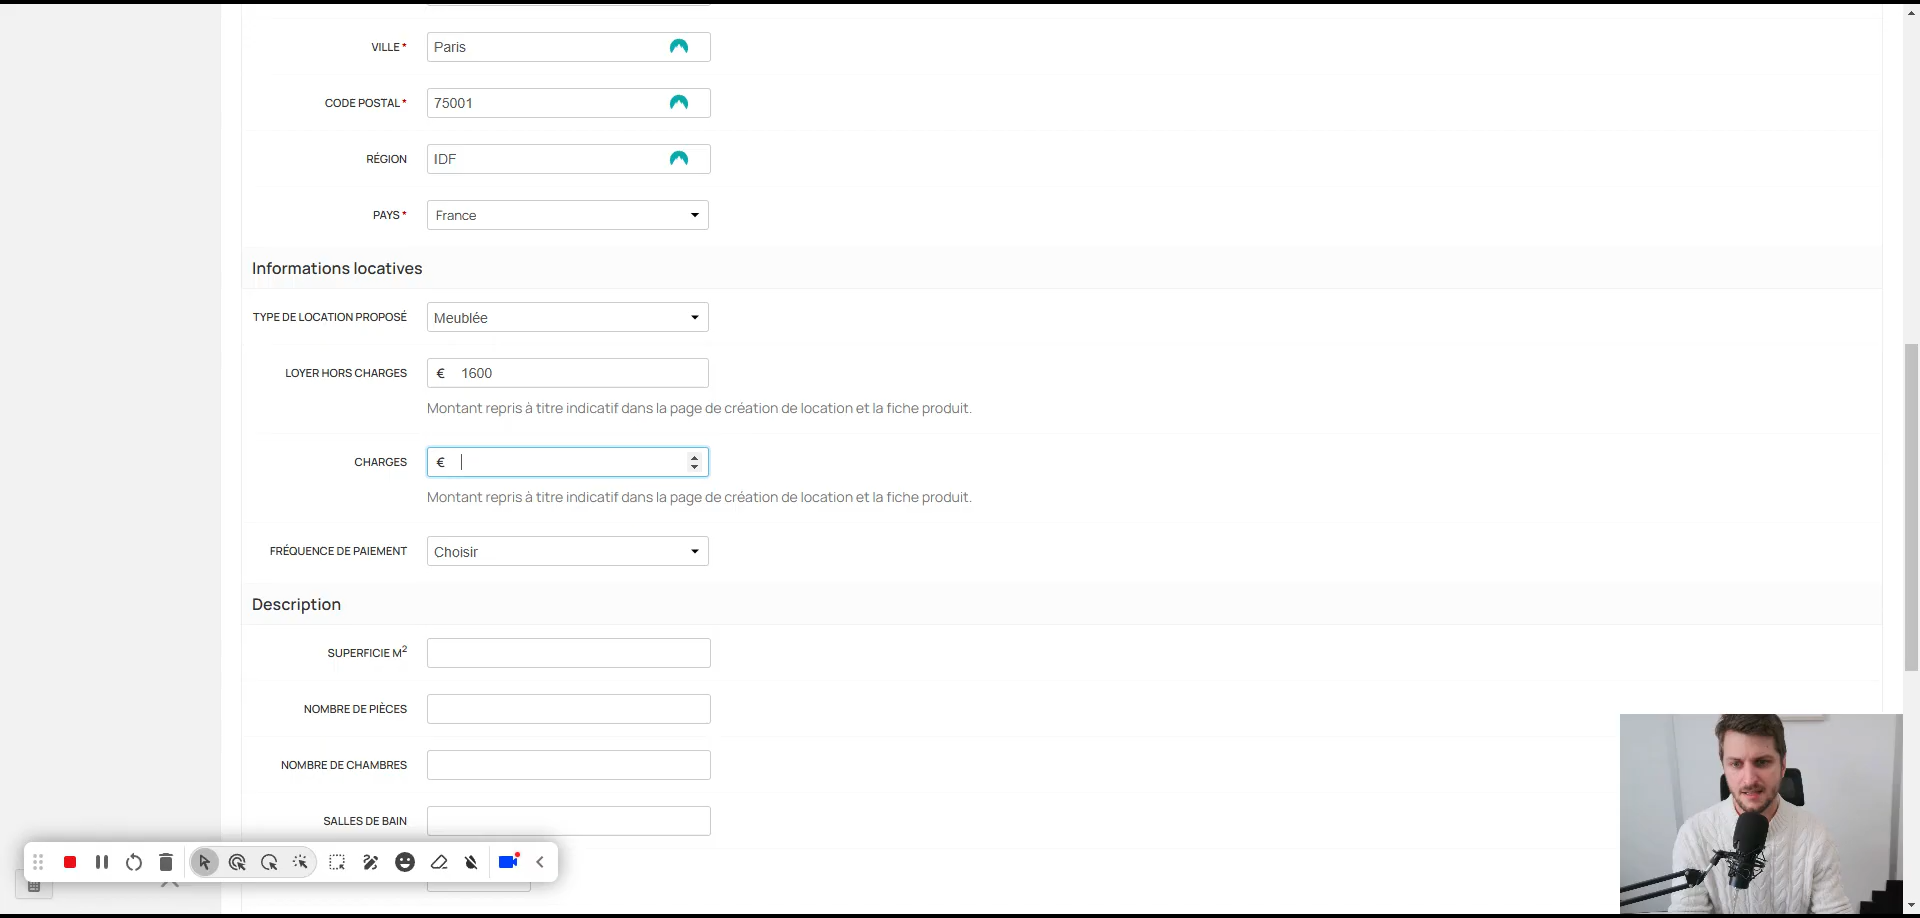 VILLE* Paris
CODE POSTAL* 75001
RÉGION IDF
PAYS* France
Informations locatives
TYPE DE LOCATION PROPOSÉ Meublée
LOYER HORS CHARGES € 1600
Montant repris à titre indicatif dans la page de création de location et la fiche produit.
CHARGES €
Montant repris à titre indicatif dans la page de création de location et la fiche produit.
FRÉQUENCE DE PAIEMENT Choisir
Description
SUPERFICIE M²
NOMBRE DE PIÈCES
NOMBRE DE CHAMBRES
SALLES DE BAIN